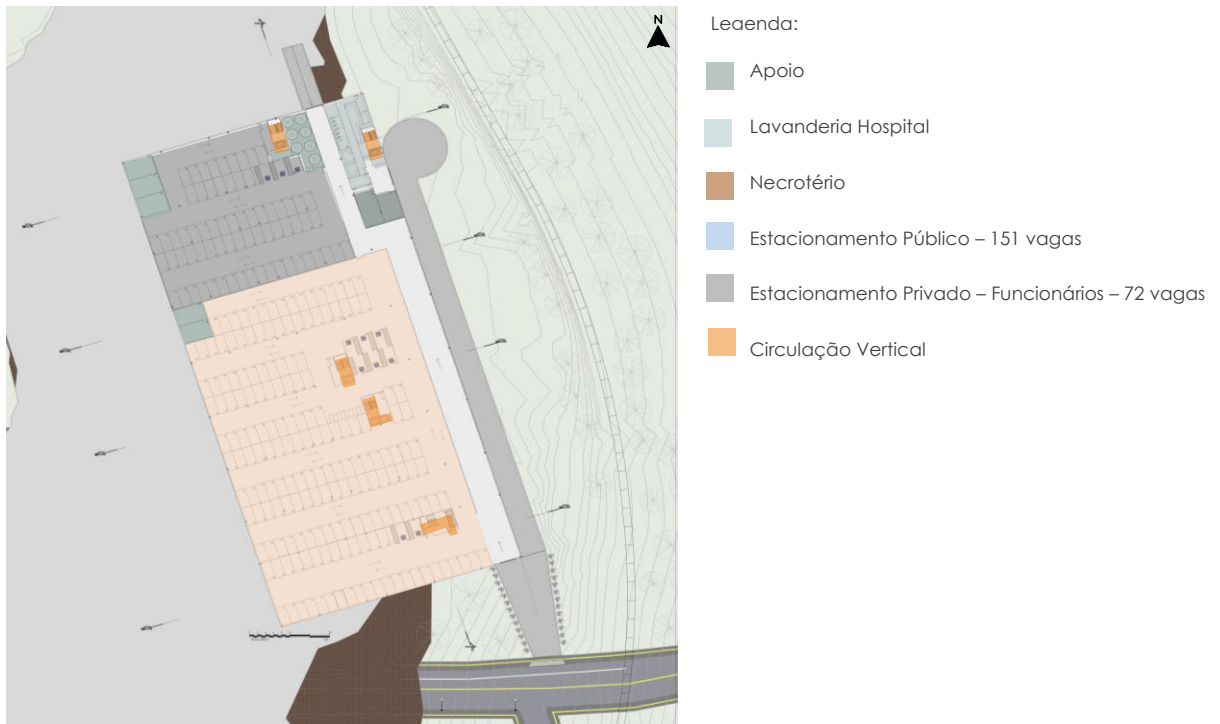 N
Leaenda:
Apoio
Lavanderia Hospital
Necrotério
Estacionamento Público – 151 vagas
Estacionamento Privado – Funcionários – 72 vagas
Circulação Vertical